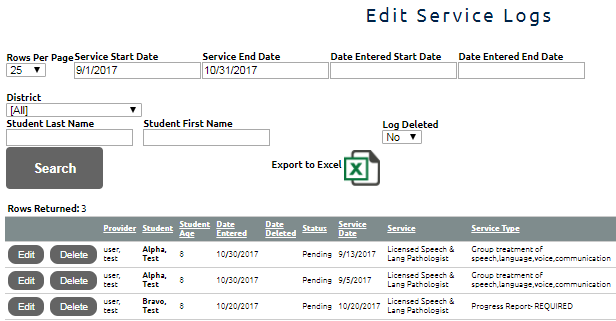 Edit Service Logs
Rows Per Page Service Start Date Service End Date Date Entered Start Date Date Entered End Date
25 9/1/2017 10/31/2017
District
[All]
Student Last Name Student First Name Log Deleted
No
Search Export to Excel X
Rows Returned: 3
Provider Student Student Age Date Entered Date Deleted Status Service Date Service Service Type
Edit Delete user, test Alpha, Test 8 10/30/2017 Pending 9/13/2017 Licensed Speech & Lang Pathologist Group treatment of speech,language,voice,communication
Edit Delete user, test Alpha, Test 8 10/30/2017 Pending 9/5/2017 Licensed Speech & Lang Pathologist Group treatment of speech,language,voice,communication
Edit Delete user, test Bravo, Test 8 10/20/2017 Pending 10/20/2017 Licensed Speech & Lang Pathologist Progress Report- REQUIRED